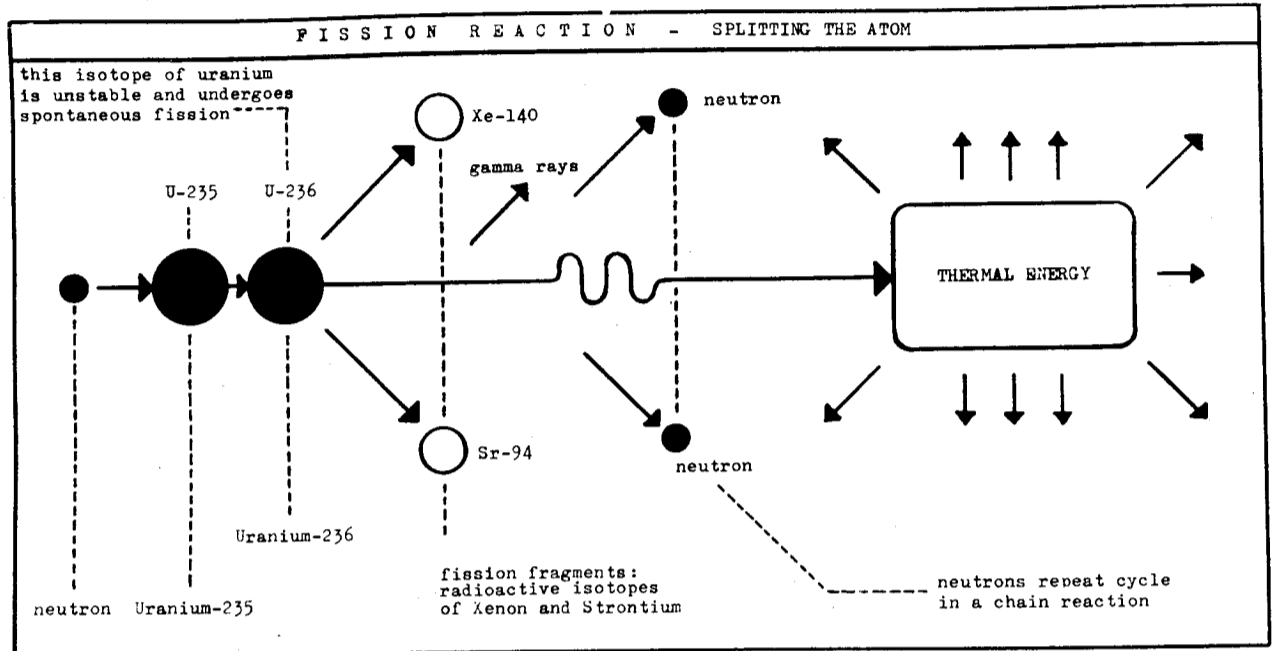 FISSION REACTION - SPLITTING THE ATOM
this isotope of uranium
is unstable and undergoes
spontaneous fission
Xe-140
neutron
gamma rays
U-235
U-236
THERMAL ENERGY
Sr-94
neutron
Uranium-236
fission fragments:
radioactive isotopes
of Xenon and Strontium
neutrons repeat cycle
in a chain reaction
neutron
Uranium-235